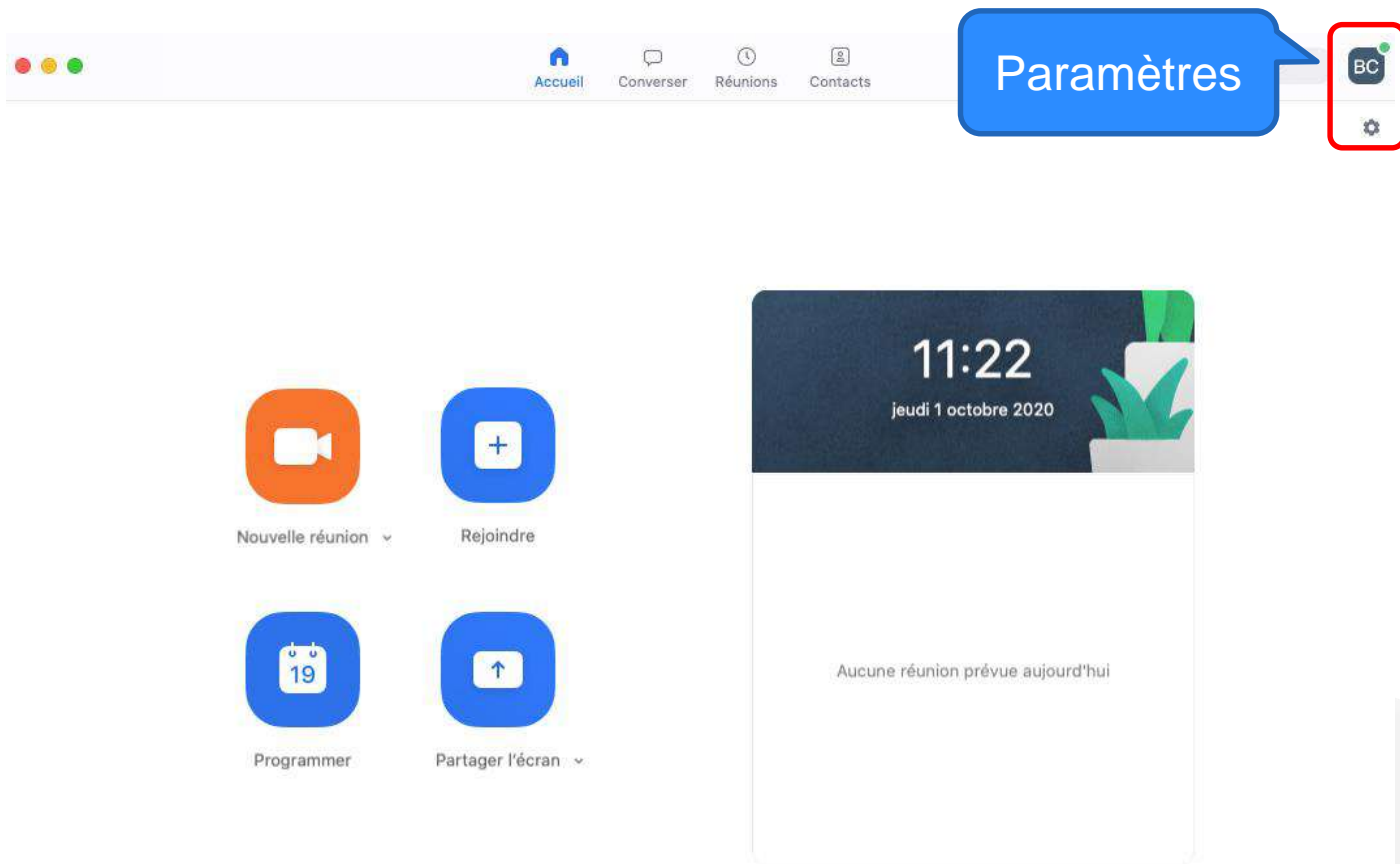 Paramètres
BC
Accueil
Converser
Réunions
Contacts
11:22
jeudi 1 octobre 2020
Nouvelle réunion
Rejoindre
19
Programmer
Partager l'écran
Aucune réunion prévue aujourd'hui